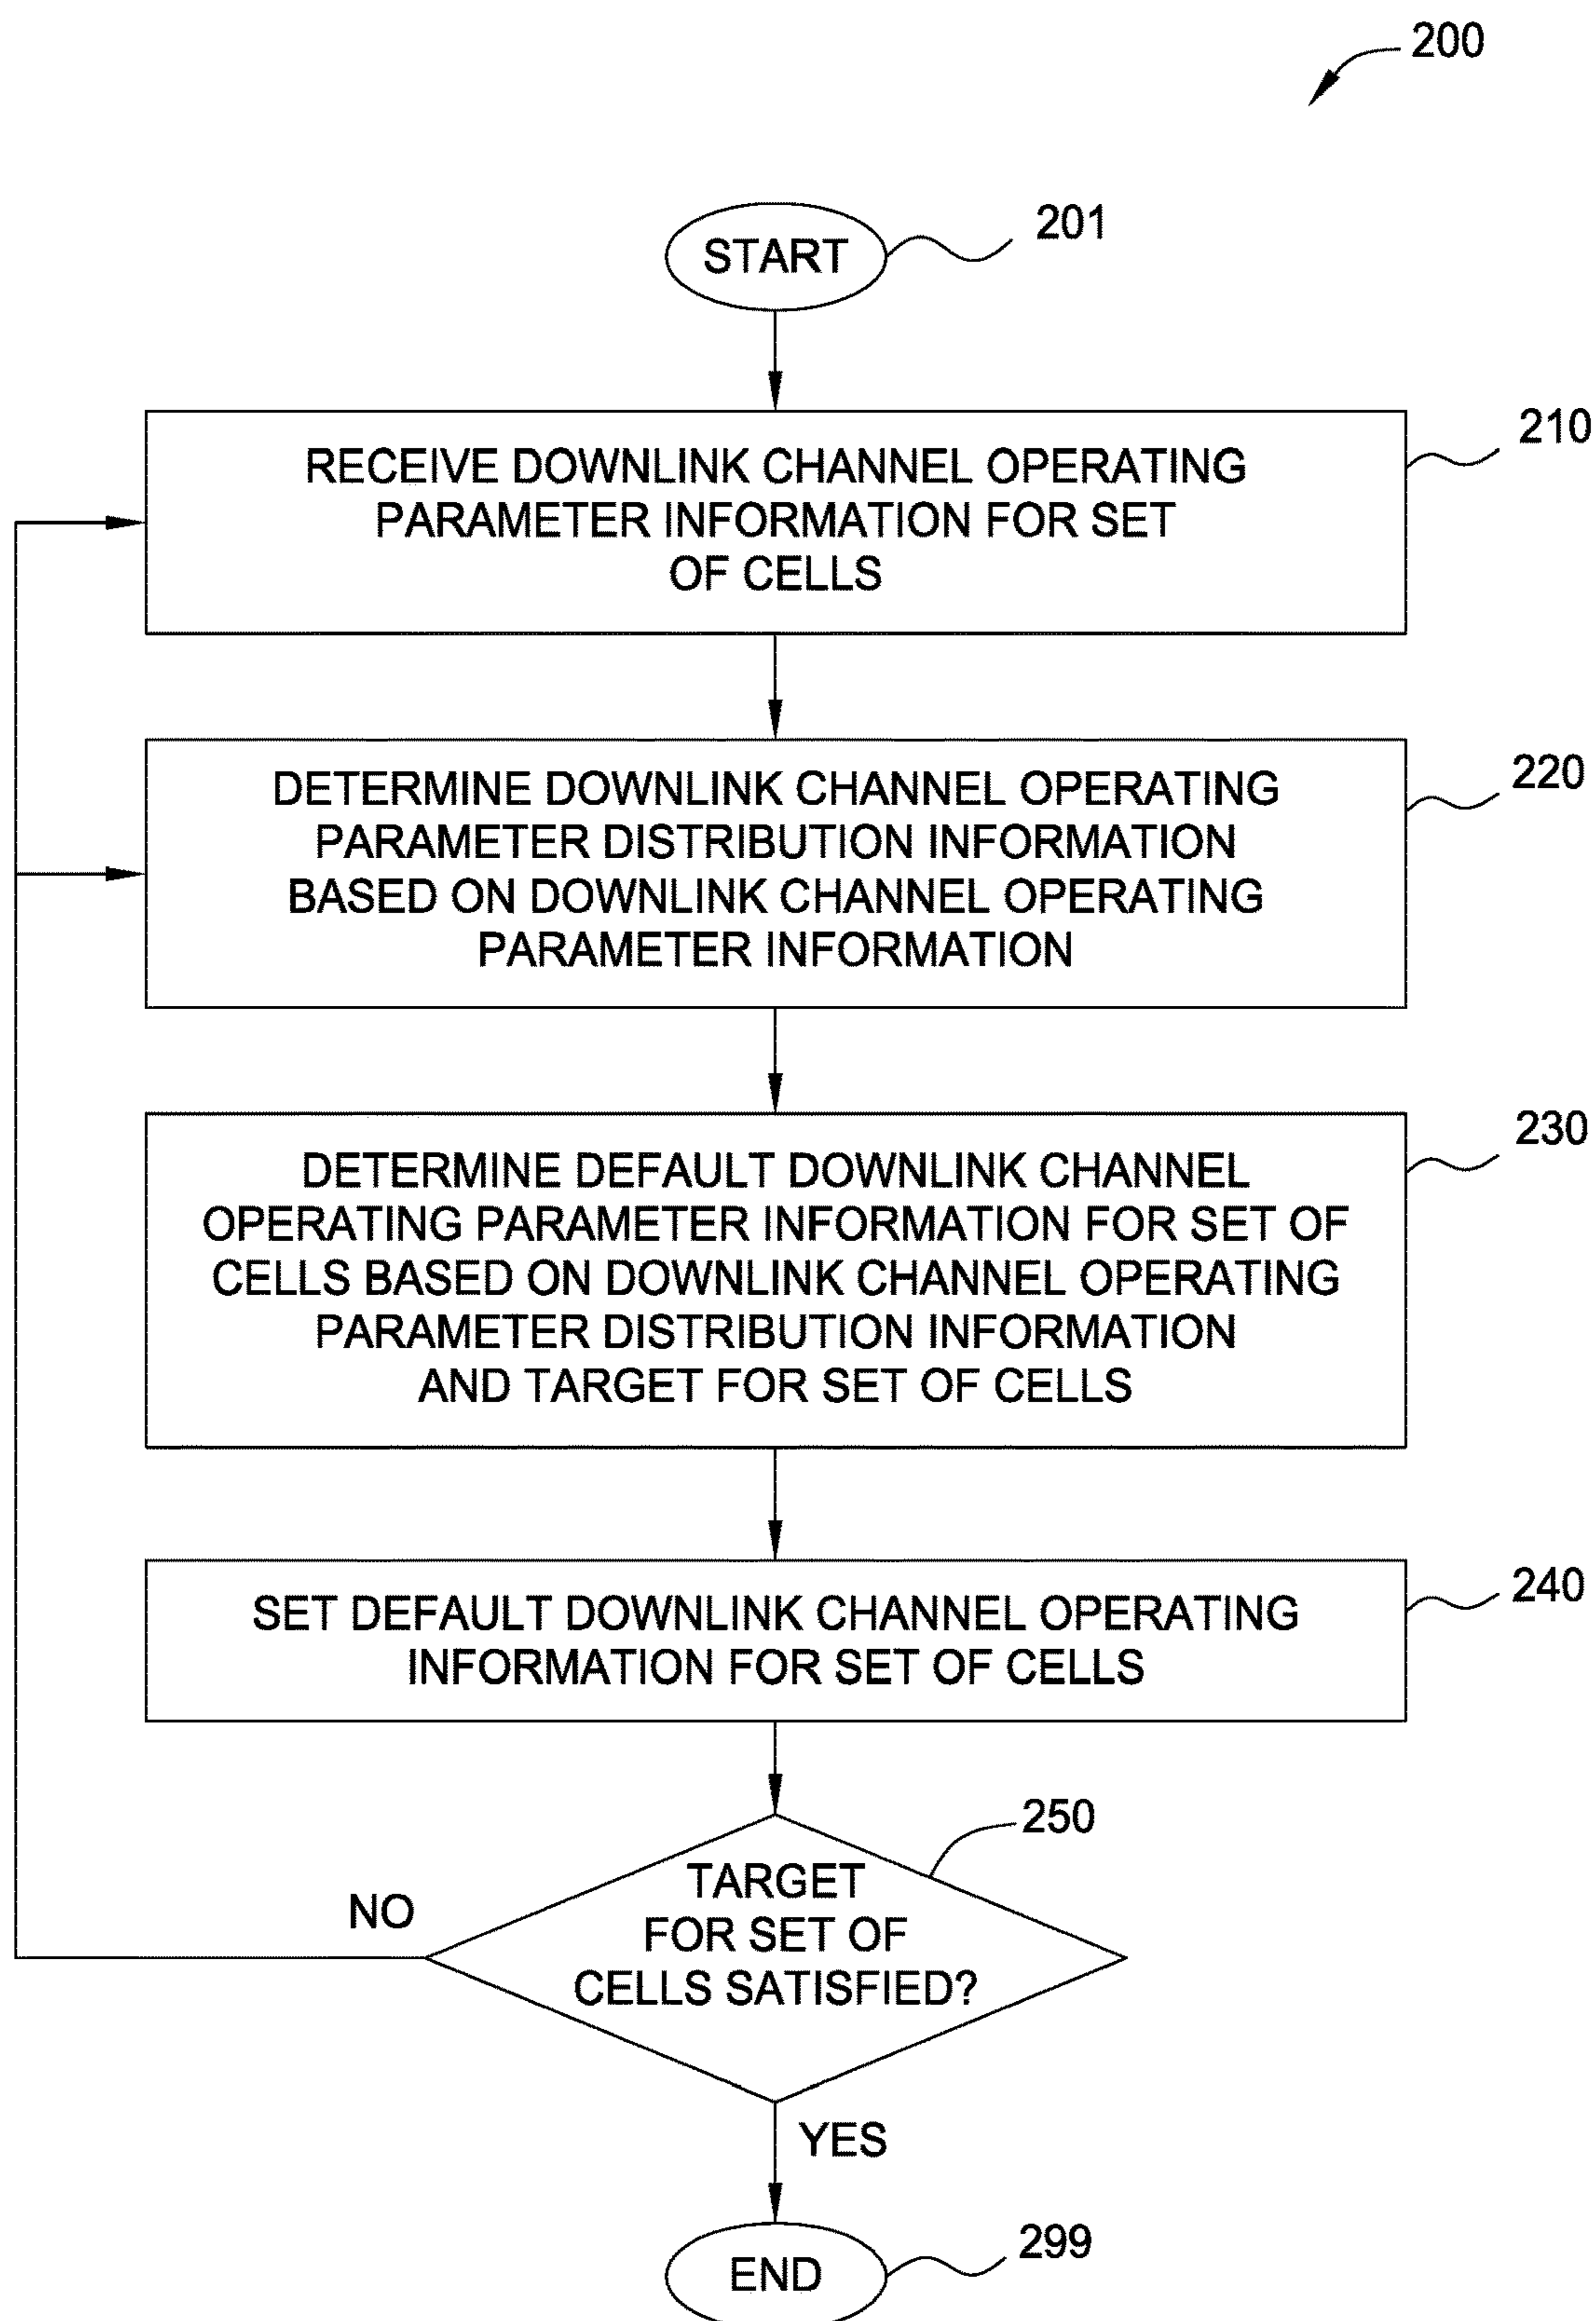 200
START
201
RECEIVE DOWNLINK CHANNEL OPERATING
PARAMETER INFORMATION FOR SET
OF CELLS
210
DETERMINE DOWNLINK CHANNEL OPERATING
PARAMETER DISTRIBUTION INFORMATION
BASED ON DOWNLINK CHANNEL OPERATING
PARAMETER INFORMATION
220
DETERMINE DEFAULT DOWNLINK CHANNEL
OPERATING PARAMETER INFORMATION FOR SET OF
CELLS BASED ON DOWNLINK CHANNEL OPERATING
PARAMETER DISTRIBUTION INFORMATION
AND TARGET FOR SET OF CELLS
230
SET DEFAULT DOWNLINK CHANNEL OPERATING
INFORMATION FOR SET OF CELLS
240
TARGET
FOR SET OF
CELLS SATISFIED?
250
NO
YES
END
299